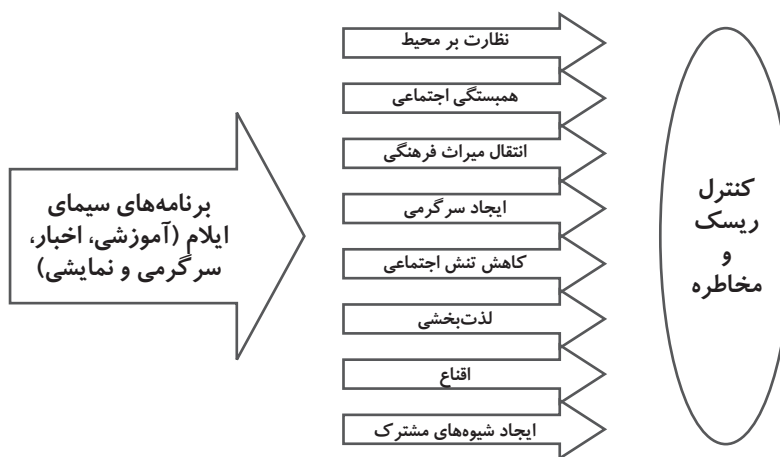 برنامه‌های سیمای
ایلام (آموزشی، اخبار،
سرگرمی و نمایشی)
نظارت بر محیط
همبستگی اجتماعی
انتقال میراث فرهنگی
ایجاد سرگرمی
کاهش تنش اجتماعی
لذت‌بخشی
اقناع
ایجاد شیوه‌های مشترک
کنترل
ریسک
و
مخاطره